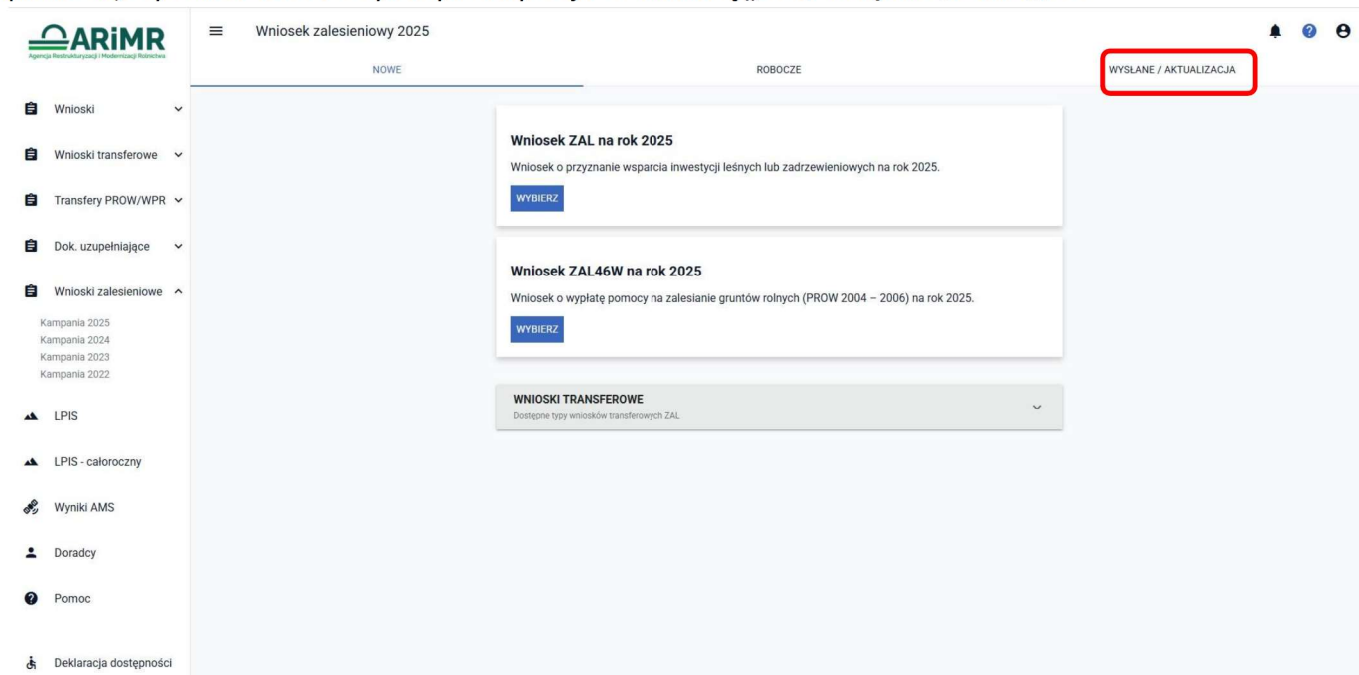 ARiMR
Agencja Restrukturyzacji i Modernizacji Rolnictwa
Wniosek zalesieniowy 2025
NOWE
ROBOCZE
WYSŁANE / AKTUALIZACJA
Wnioski
Wnioski transferowe
Transfery PROW/WPR
Dok. uzupełniające
Wnioski zalesieniowe
Kampania 2025
Kampania 2024
Kampania 2023
Kampania 2022
LPIS
LPIS - całoroczny
Wyniki AMS
Doradcy
Pomoc
Deklaracja dostępności
Wniosek ZAL na rok 2025
Wniosek o przyznanie wsparcia inwestycji leśnych lub zadrzewieniowych na rok 2025.
WYBIERZ
Wniosek ZAL46W na rok 2025
Wniosek o wypłatę pomocy na zalesianie gruntów rolnych (PROW 2004 – 2006) na rok 2025.
WYBIERZ
WNIOSKI TRANSFEROWE
Dostępne typy wniosków transferowych ZAL